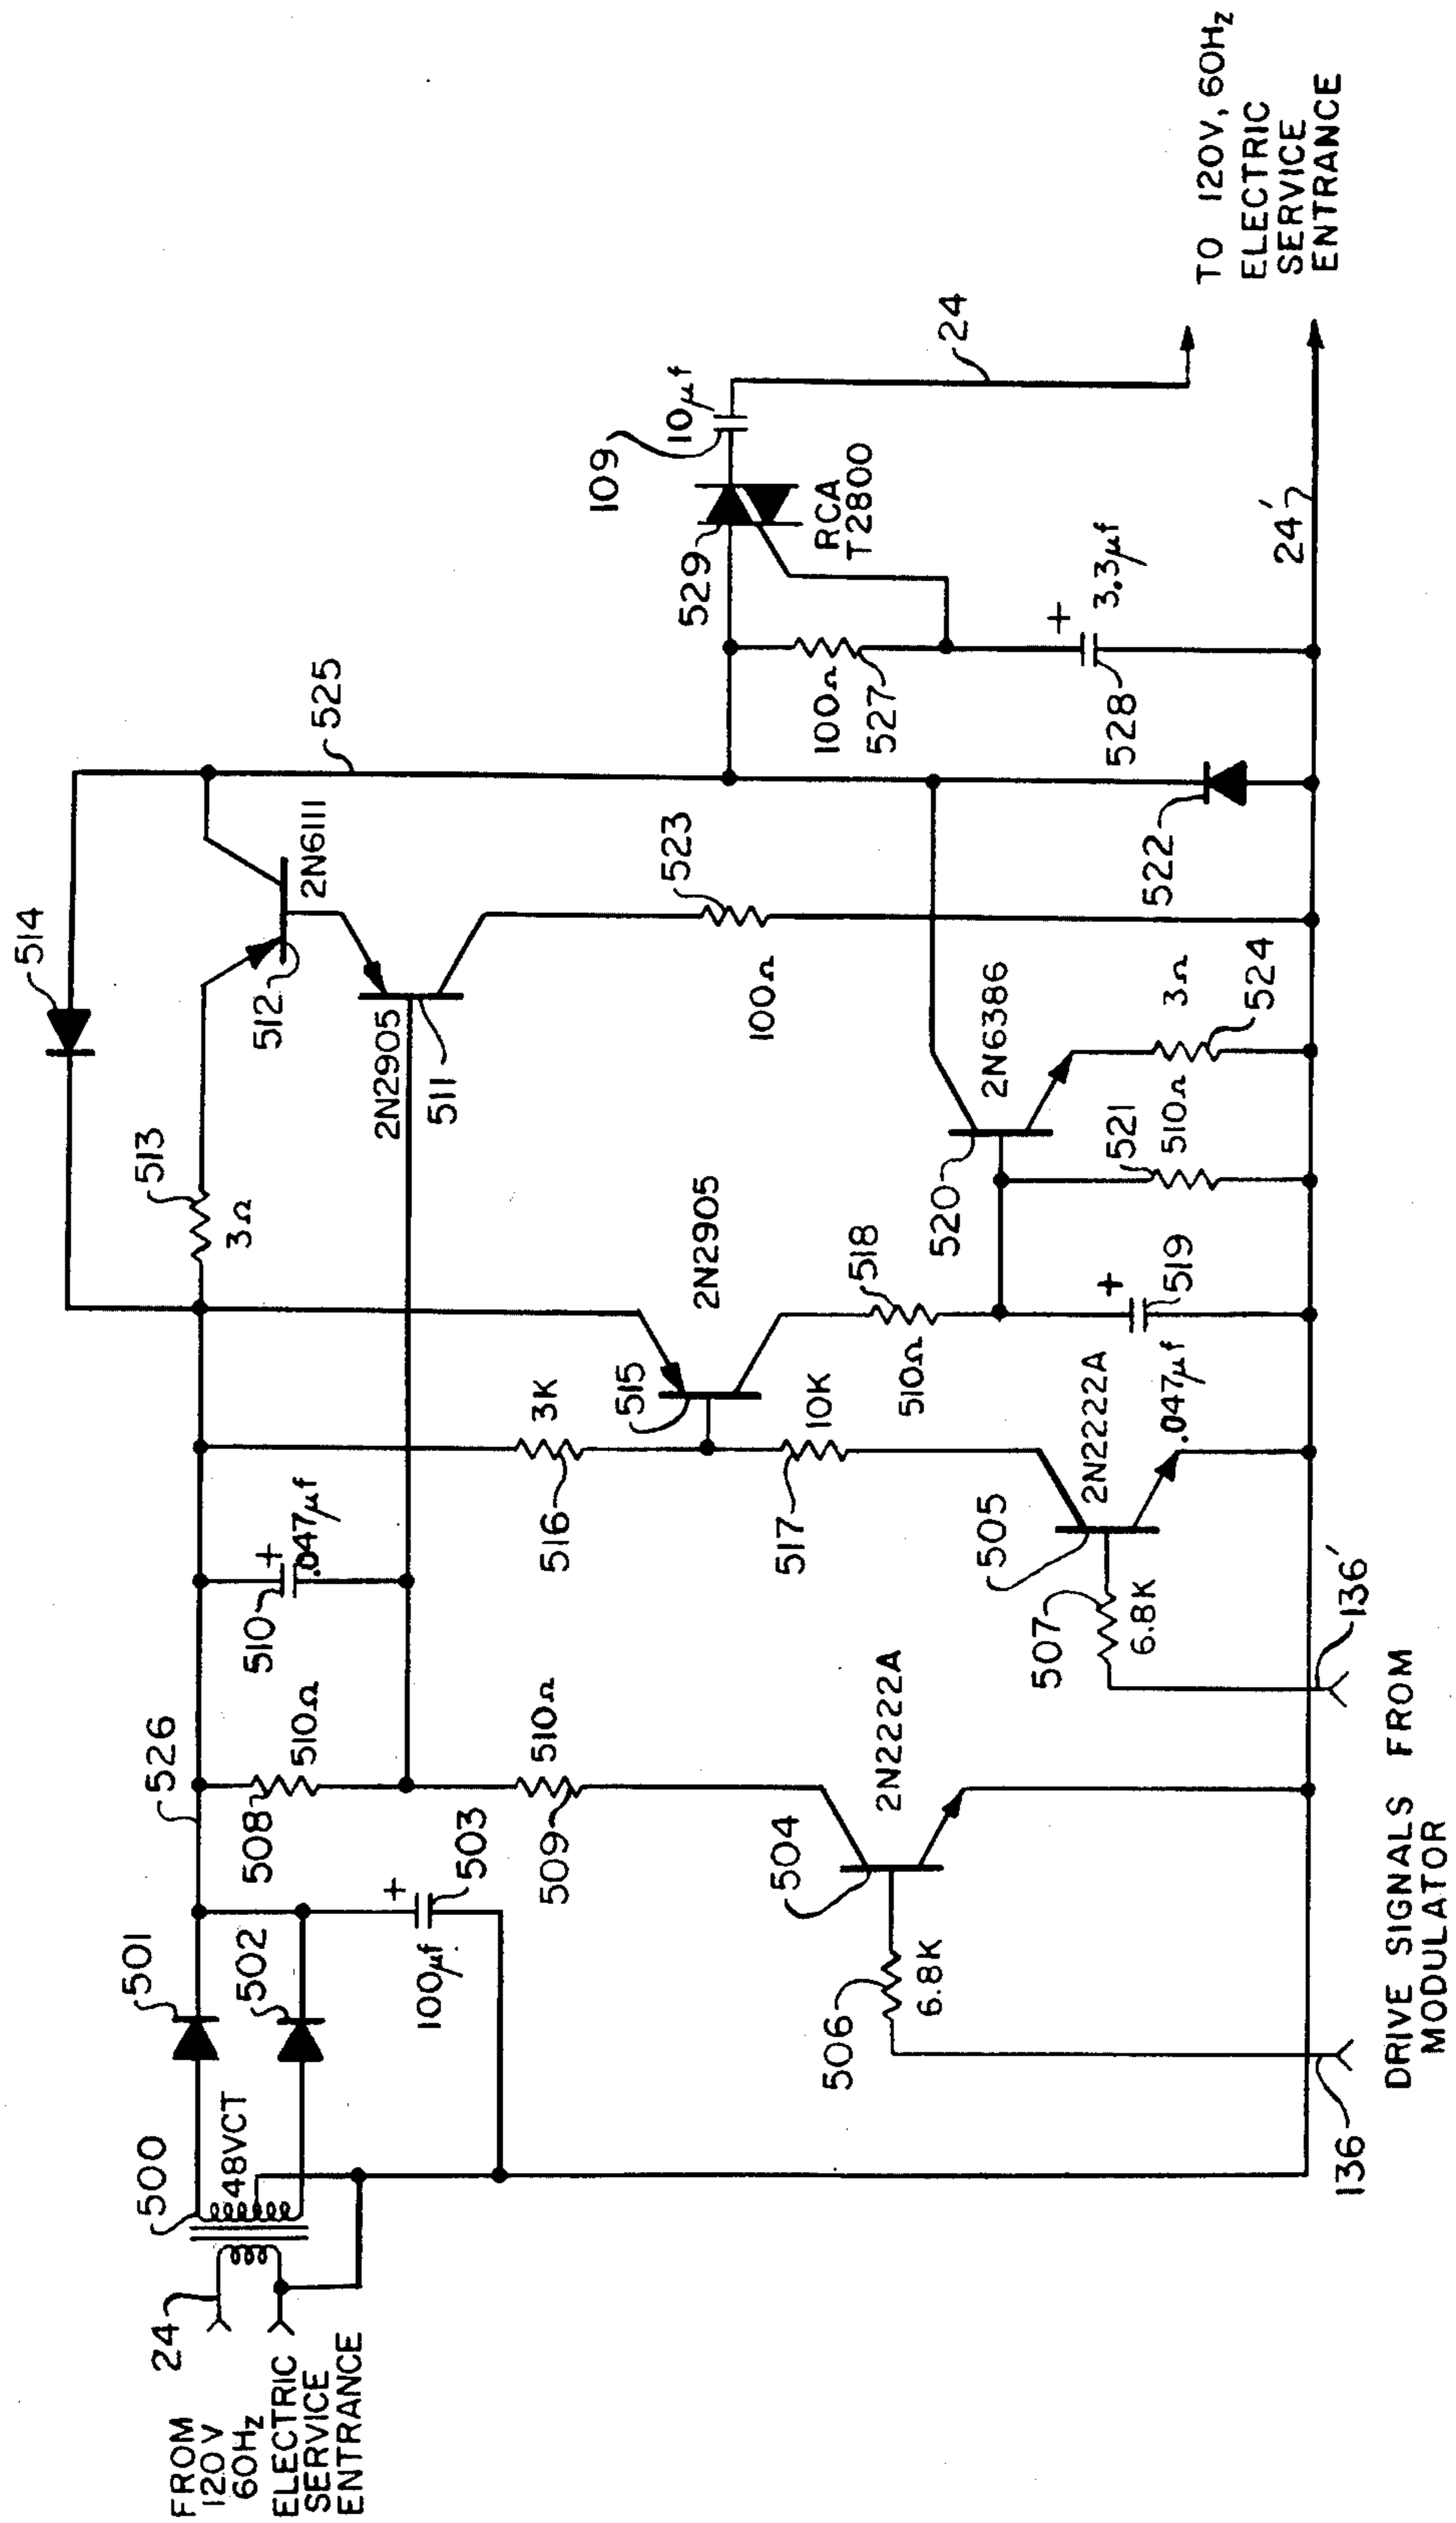 FROM
120V
60Hz
ELECTRIC
SERVICE
ENTRANCE
24
500
48VCT
501
502
503
100µf
526
508
510Ω
509
510Ω
510
.047µf
504
2N2222A
506
6.8K
136
DRIVE SIGNALS FROM
MODULATOR
136'
507
6.8K
505
2N2222A
516
3K
517
10K
515
2N2905
518
510Ω
519
.047µf
513
3Ω
514
512
2N6111
511
2N2905
525
523
100Ω
520
2N6386
521
510Ω
524
3Ω
522
527
100Ω
528
3.3µf
529
RCA
T2800
109
10µf
24
24'
TO 120V, 60Hz
ELECTRIC
SERVICE
ENTRANCE